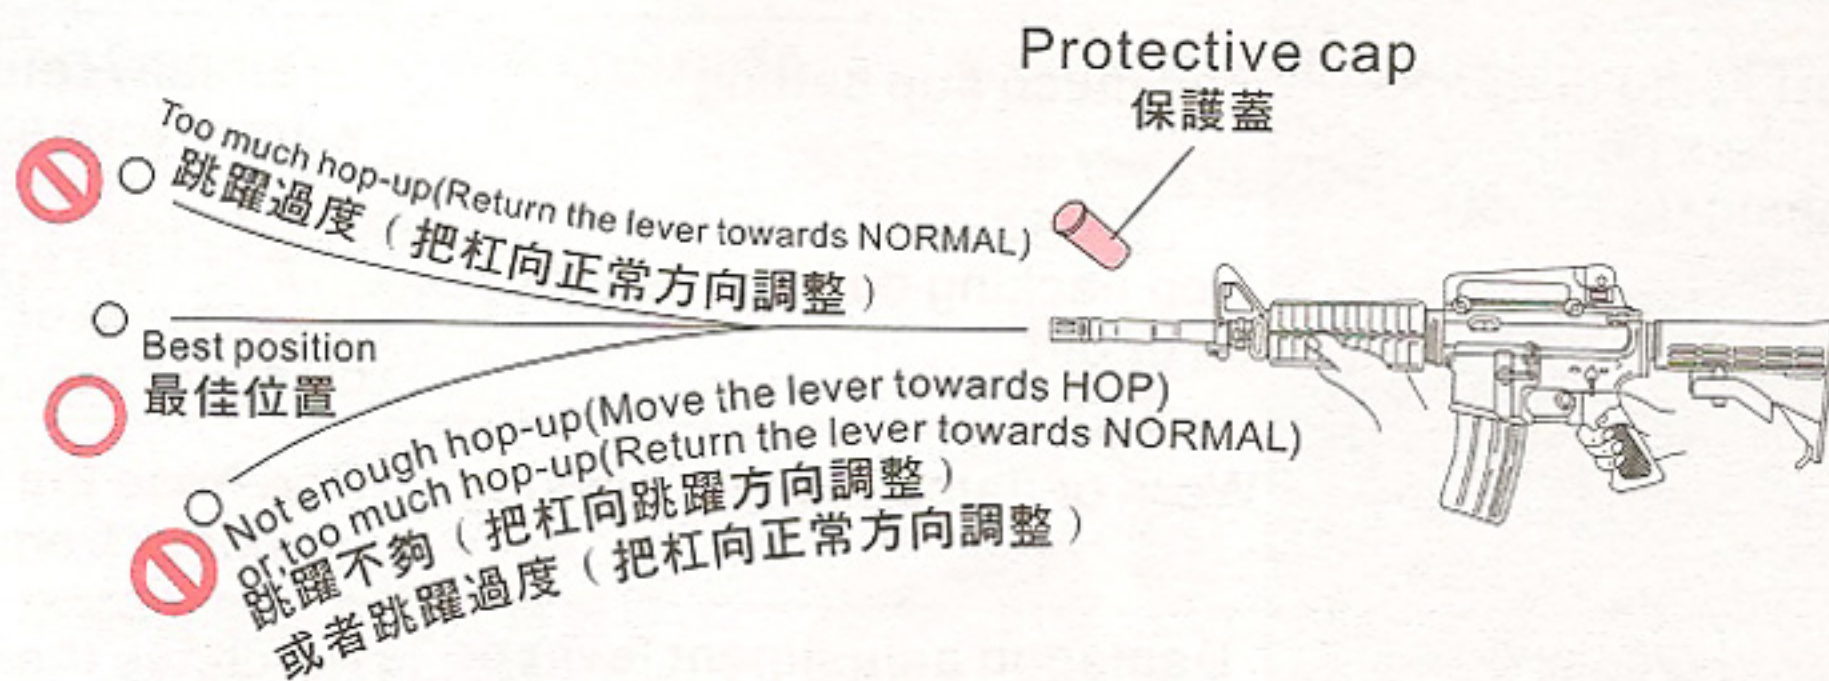 Protective cap
保護蓋
Too much hop-up(Return the lever towards NORMAL)
跳躍過度（把杠向正常方向調整）
Best position
最佳位置
Not enough hop-up(Move the lever towards HOP)
or,too much hop-up(Return the lever towards NORMAL)
跳躍不夠（把杠向跳躍方向調整）
或者跳躍過度（把杠向正常方向調整）